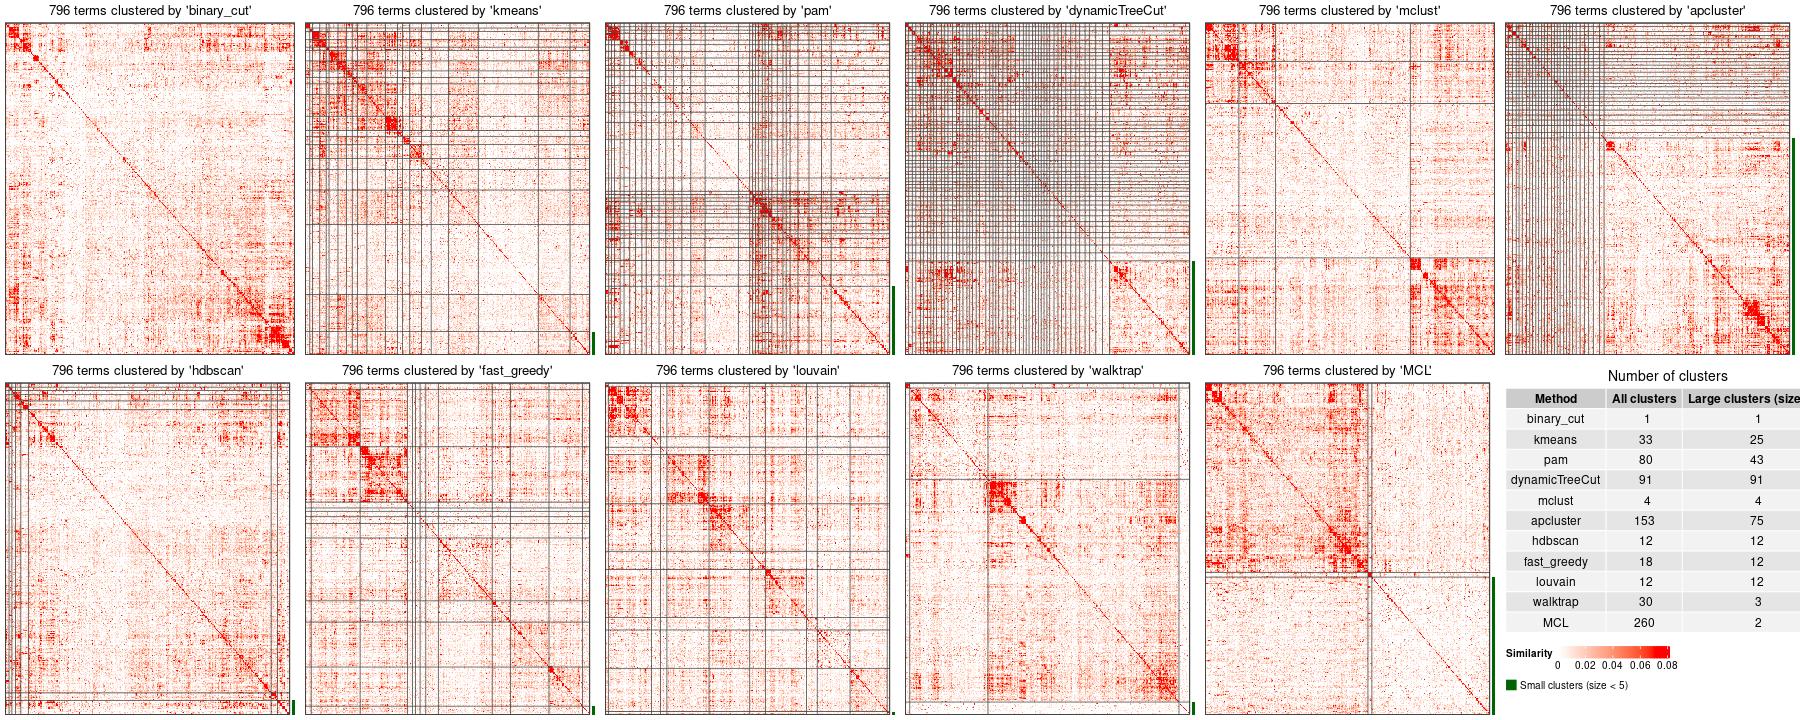 796 terms clustered by 'binary_cut'
796 terms clustered by 'kmeans'
796 terms clustered by 'pam'
796 terms clustered by 'dynamicTreeCut'
796 terms clustered by 'mclust'
796 terms clustered by 'apcluster'
796 terms clustered by 'hdbscan'
796 terms clustered by 'fast_greedy'
796 terms clustered by 'louvain'
796 terms clustered by 'walktrap'
796 terms clustered by 'MCL'
Number of clusters
Method All clusters Large clusters (size
binary_cut 1 1
kmeans 33 25
pam 80 43
dynamicTreeCut 91 91
mclust 4 4
apcluster 153 75
hdbscan 12 12
fast_greedy 18 12
louvain 12 12
walktrap 30 3
MCL 260 2
Similarity
0 0.02 0.04 0.06 0.08
Small clusters (size < 5)